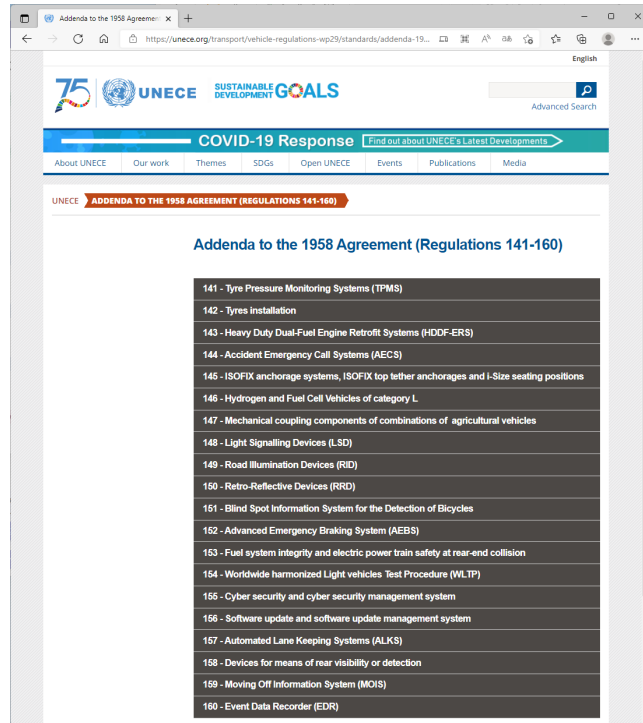 Addenda to the 1958 Agreement
https://unece.org/transport/vehicle-regulations-wp29/standards/addenda-19...
English
75 UNECE SUSTAINABLE DEVELOPMENT GOALS
Advanced Search
COVID-19 Response Find out about UNECE's Latest Developments
About UNECE Our work Themes SDGs Open UNECE Events Publications Media
UNECE ADDENDA TO THE 1958 AGREEMENT (REGULATIONS 141-160)
Addenda to the 1958 Agreement (Regulations 141-160)
141 - Tyre Pressure Monitoring Systems (TPMS)
142 - Tyres installation
143 - Heavy Duty Dual-Fuel Engine Retrofit Systems (HDDF-ERS)
144 - Accident Emergency Call Systems (AECS)
145 - ISOFIX anchorage systems, ISOFIX top tether anchorages and i-Size seating positions
146 - Hydrogen and Fuel Cell Vehicles of category L
147 - Mechanical coupling components of combinations of agricultural vehicles
148 - Light Signalling Devices (LSD)
149 - Road Illumination Devices (RID)
150 - Retro-Reflective Devices (RRD)
151 - Blind Spot Information System for the Detection of Bicycles
152 - Advanced Emergency Braking System (AEBS)
153 - Fuel system integrity and electric power train safety at rear-end collision
154 - Worldwide harmonized Light vehicles Test Procedure (WLTP)
155 - Cyber security and cyber security management system
156 - Software update and software update management system
157 - Automated Lane Keeping Systems (ALKS)
158 - Devices for means of rear visibility or detection
159 - Moving Off Information System (MOIS)
160 - Event Data Recorder (EDR)